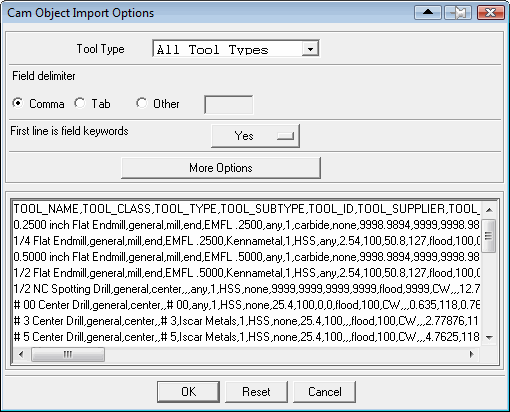 Cam Object Import Options
Tool Type All Tool Types
Field delimiter
Comma Tab Other
First line is field keywords Yes
More Options
TOOL_NAME,TOOL_CLASS,TOOL_TYPE,TOOL_SUBTYPE,TOOL_ID,TOOL_SUPPLIER,TOOL_
0.2500 inch Flat Endmill,general,mill,end,EMFL .2500,any,1,carbide,none,9998.9894,9999,9998.98
1/4 Flat Endmill,general,mill,end,EMFL .2500,Kennametal,1,HSS,any,2.54,100,50.8,127,flood,100,C
0.5000 inch Flat Endmill,general,mill,end,EMFL .5000,any,1,carbide,none,9998.9894,9999,9998.98
1/2 Flat Endmill,general,mill,end,EMFL .5000,Kennametal,1,HSS,any,2.54,100,50.8,127,flood,100,C
1/2 NC Spotting Drill,general,center,,,any,1,HSS,none,9999,9999,9999,9999,flood,9999,CW,,,12.7
# 00 Center Drill,general,center,,# 00,any,1,HSS,none,25.4,100,0,0,flood,100,CW,,,0.635,118,0.76
# 3 Center Drill,general,center,,# 3,Iscar Metals,1,HSS,none,25.4,100,,,flood,100,CW,,,2.77876,11
# 5 Center Drill,general,center,,# 5,Iscar Metals,1,HSS,none,25.4,100,,,flood,100,CW,,,4.7625,118
OK Reset Cancel